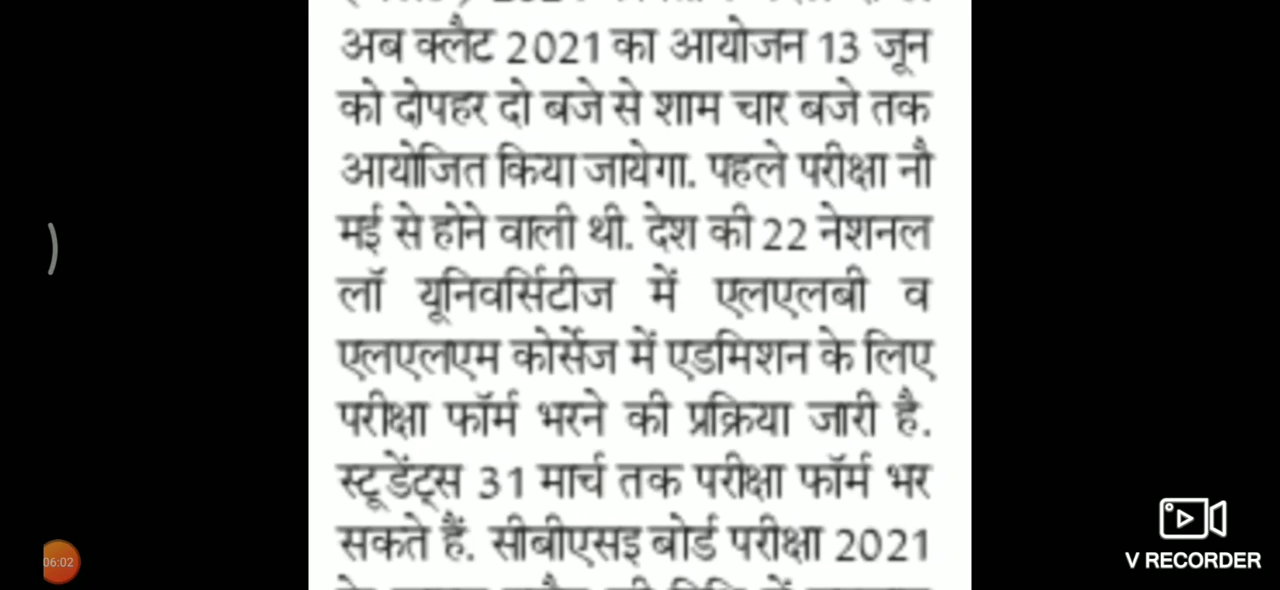 अब क्लैट 2021 का आयोजन 13 जून
को दोपहर दो बजे से शाम चार बजे तक
आयोजित किया जायेगा. पहले परीक्षा नौ
मई से होने वाली थी. देश की 22 नेशनल
लॉ यूनिवर्सिटीज में एलएलबी व
एलएलएम कोर्सेज में एडमिशन के लिए
परीक्षा फॉर्म भरने की प्रक्रिया जारी है.
स्टूडेंट्स 31 मार्च तक परीक्षा फॉर्म भर
सकते हैं. सीबीएसइ बोर्ड परीक्षा 2021
06:02
V RECORDER